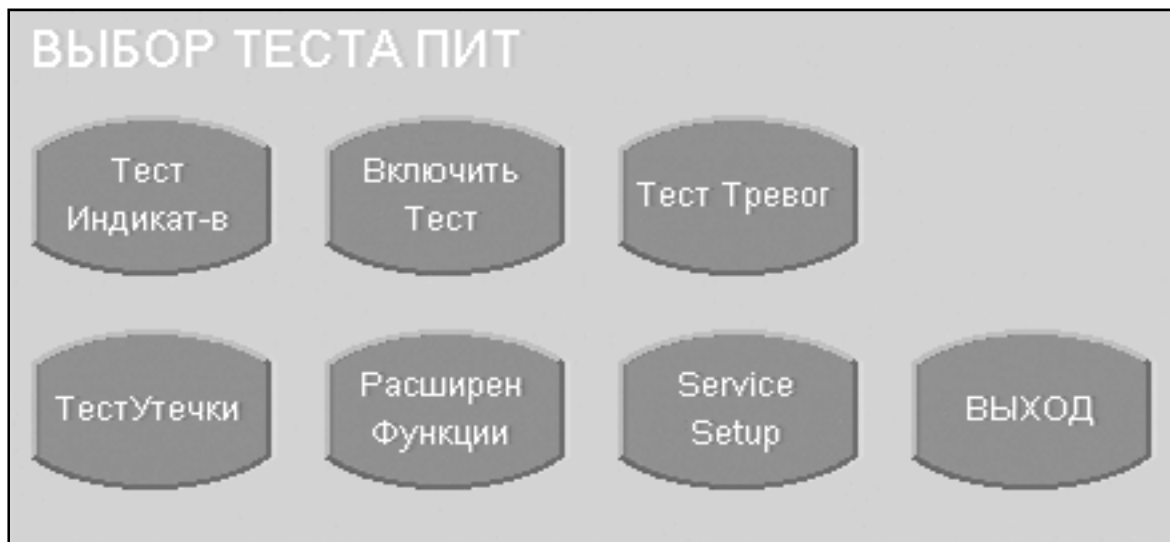 ВЫБОР ТЕСТА ПИТ
Тест
Индикат-в
Включить
Тест
Тест Тревог
ТестУтечки
Расширен
Функции
Service
Setup
ВЫХОД